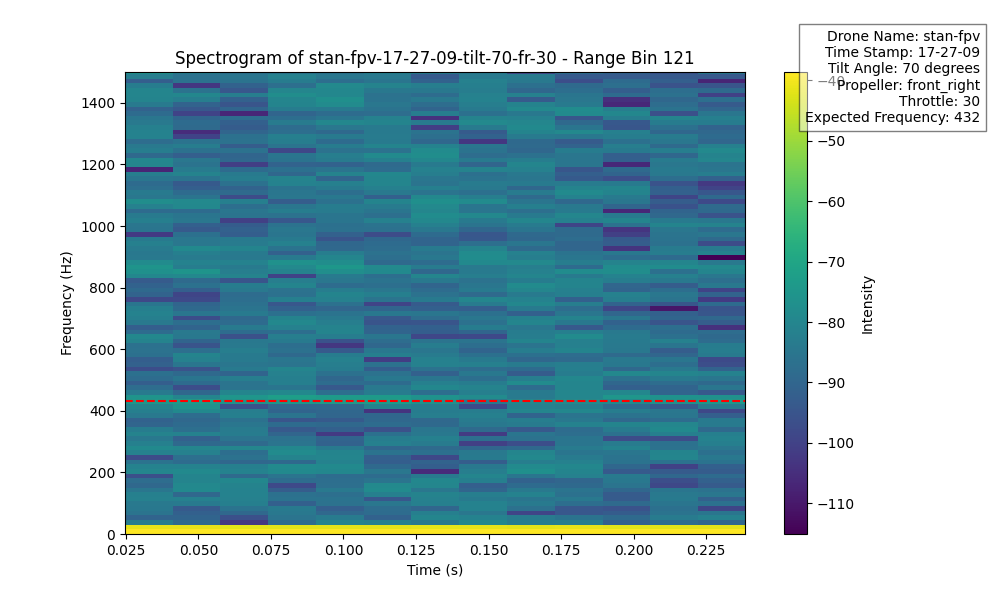 Spectrogram of stan-fpv-17-27-09-tilt-70-fr-30 - Range Bin 121
Drone Name: stan-fpv
Time Stamp: 17-27-09
Tilt Angle: 70 degrees
Propeller: front_right
Throttle: 30
Expected Frequency: 432
Frequency (Hz)
1400
1200
1000
800
600
400
200
0
0.025
0.050
0.075
0.100
0.125
0.150
0.175
0.200
0.225
Time (s)
−40
−50
−60
−70
−80
−90
−100
−110
Intensity